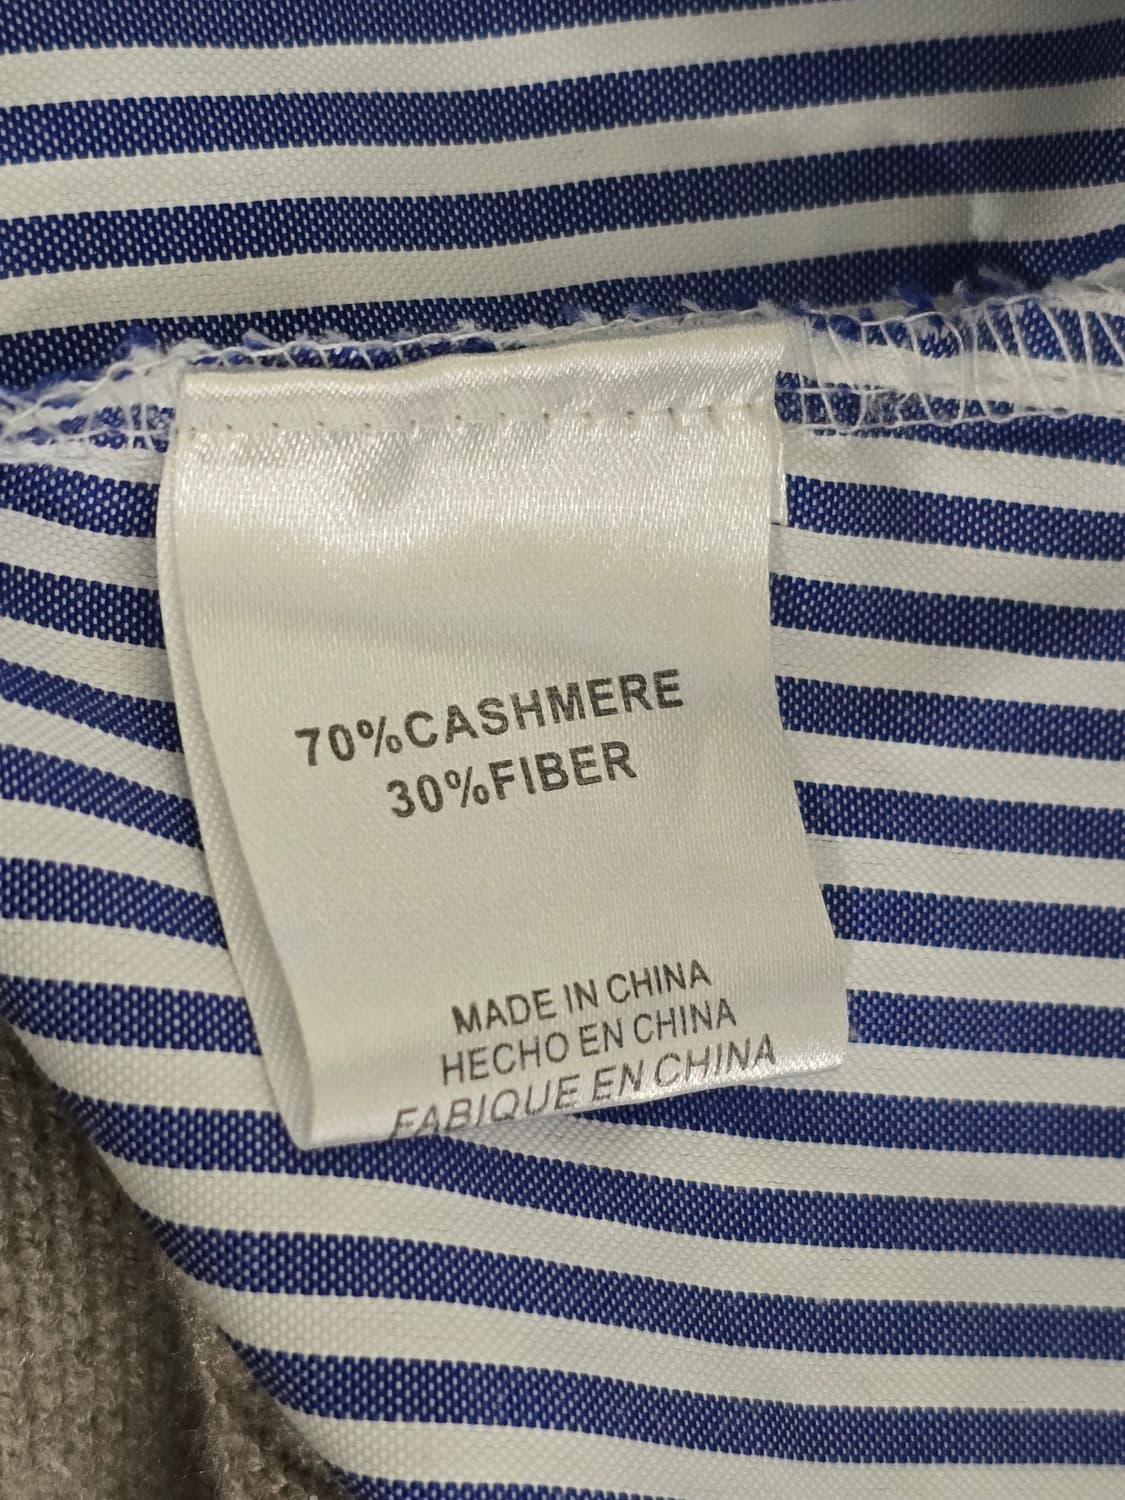 70%CASHMERE
30%FIBER
MADE IN CHINA
HECHO EN CHINA
FABIQUE EN CHINA